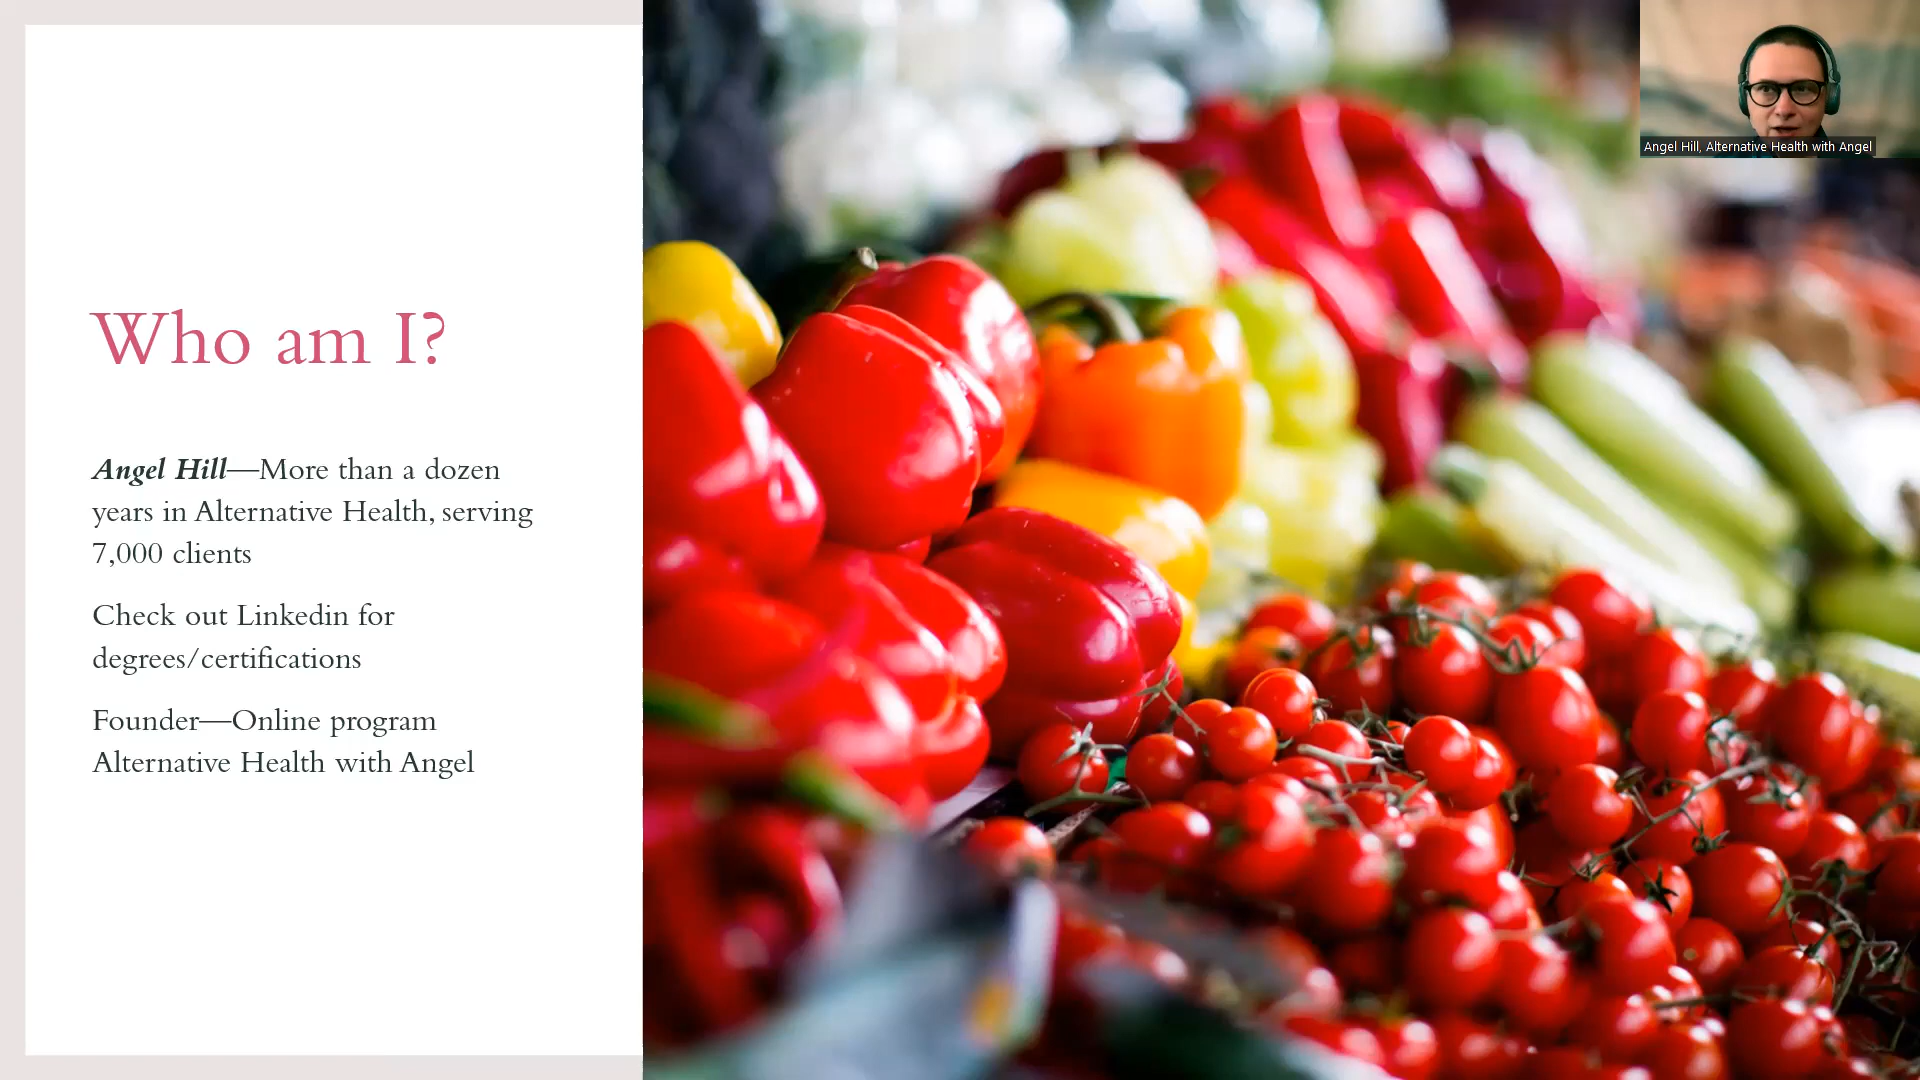 Who am I?
Angel Hill—More than a dozen
years in Alternative Health, serving
7,000 clients
Check out Linkedin for
degrees/certifications
Founder—Online program
Alternative Health with Angel
Angel Hill, Alternative Health with Angel